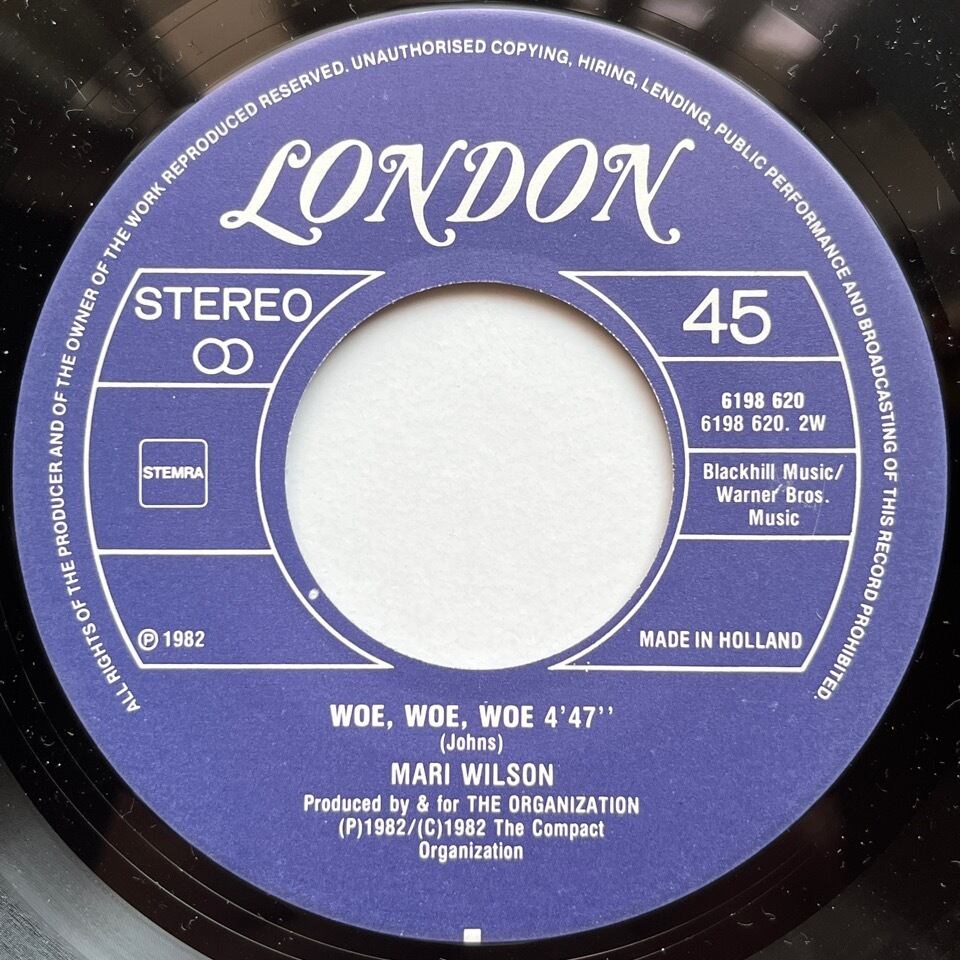 ALL RIGHTS OF THE PRODUCER AND OF THE OWNER OF THE WORK REPRODUCED RESERVED. UNAUTHORISED COPYING, HIRING, LENDING, PUBLIC PERFORMANCE AND BROADCASTING OF THIS RECORD PROHIBITED.
LONDON
STEREO
STEMRA
℗ 1982
45
6198 620
6198 620. 2W
Blackhill Music/
Warner Bros.
Music
MADE IN HOLLAND
WOE, WOE, WOE 4'47''
(Johns)
MARI WILSON
Produced by & for THE ORGANIZATION
(P)1982/(C)1982 The Compact
Organization